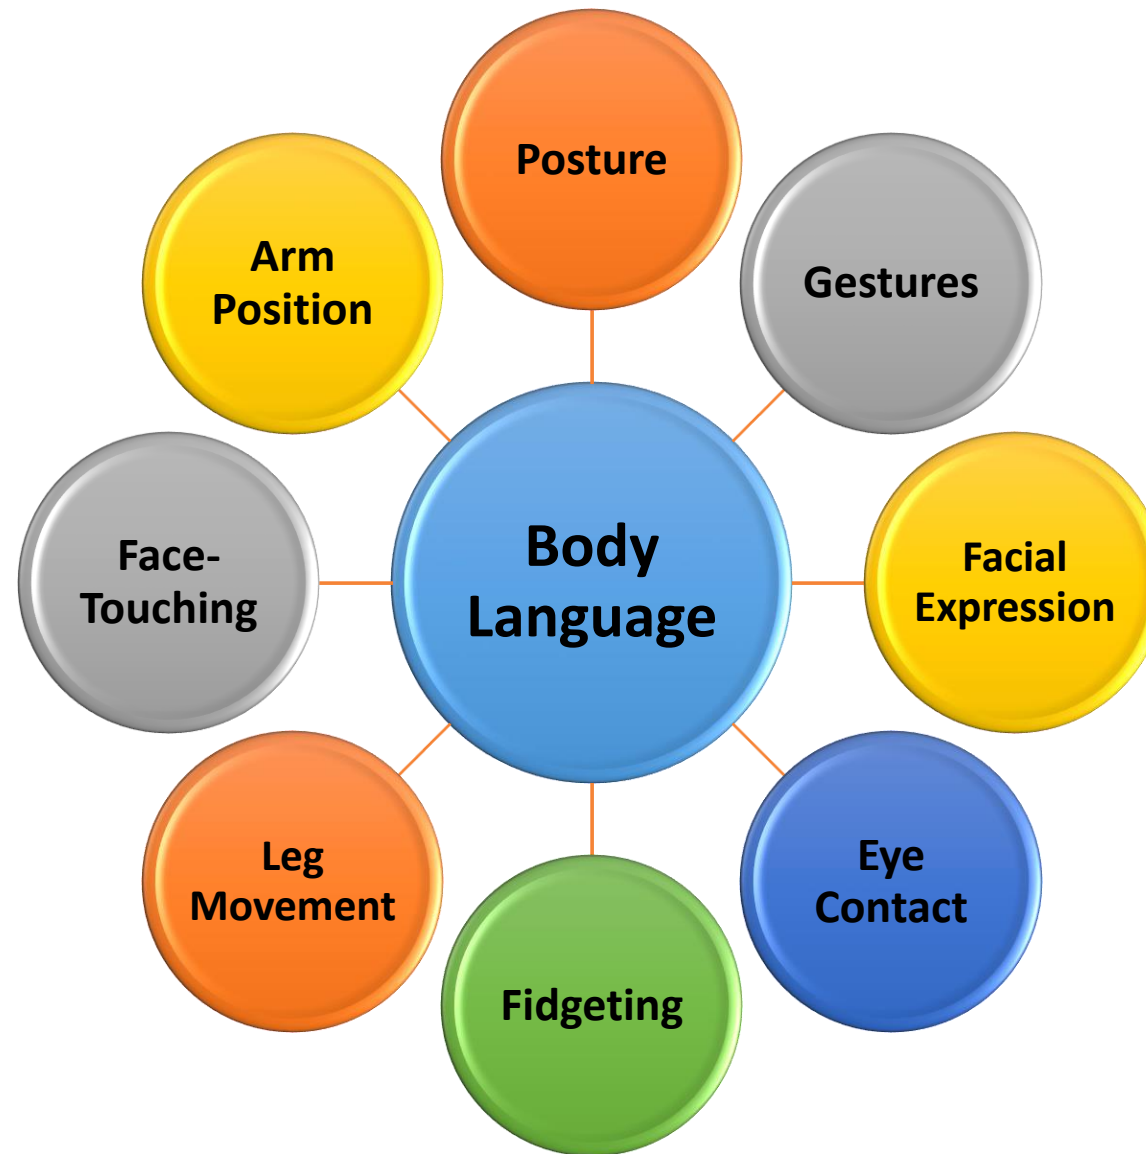 Posture
Gestures
Facial
Expression
Eye
Contact
Fidgeting
Leg
Movement
Face-
Touching
Arm
Position
Body
Language